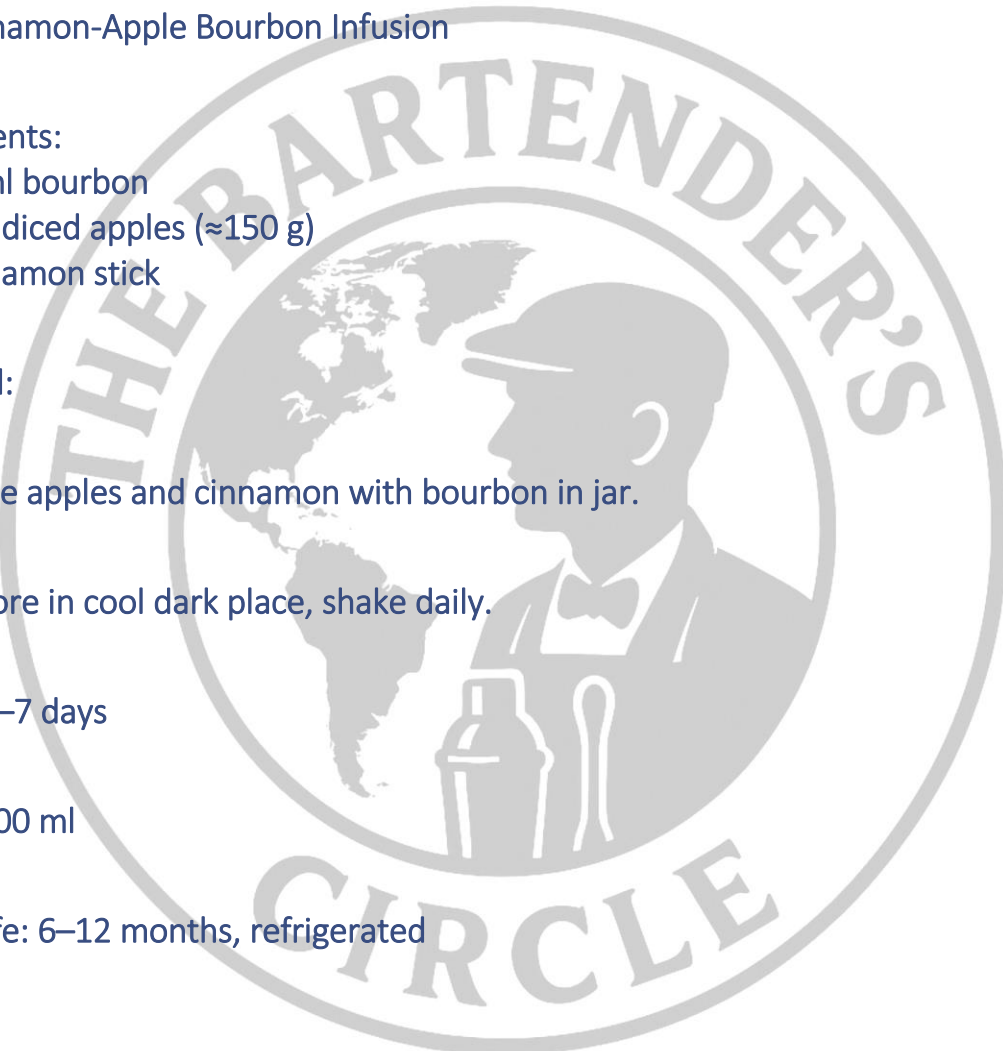 namon-Apple Bourbon Infusion
ents:
ml bourbon
diced apples (≈150 g)
amon stick
:
e apples and cinnamon with bourbon in jar.
ore in cool dark place, shake daily.
–7 days
00 ml
fe: 6–12 months, refrigerated
THE BARTENDER'S
CIRCLE